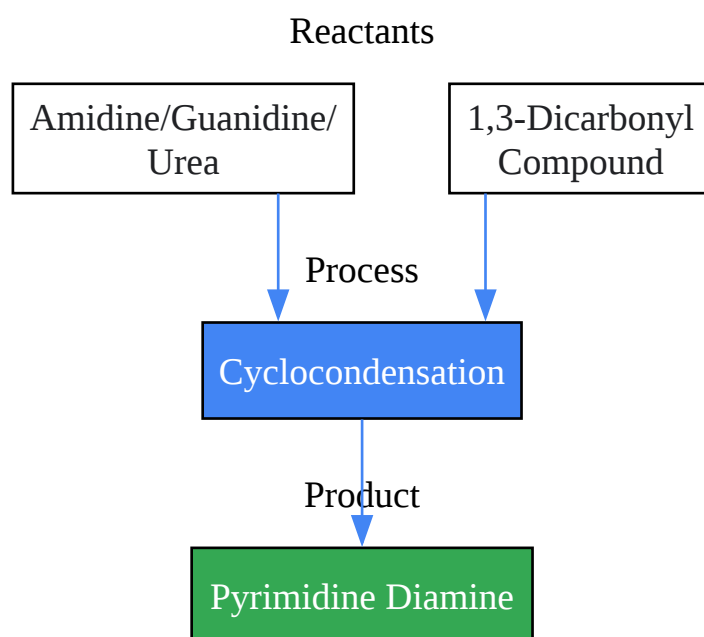 Reactants
Amidine/Guanidine/
Urea
1,3-Dicarbonyl
Compound
Process
Cyclocondensation
Product
Pyrimidine Diamine